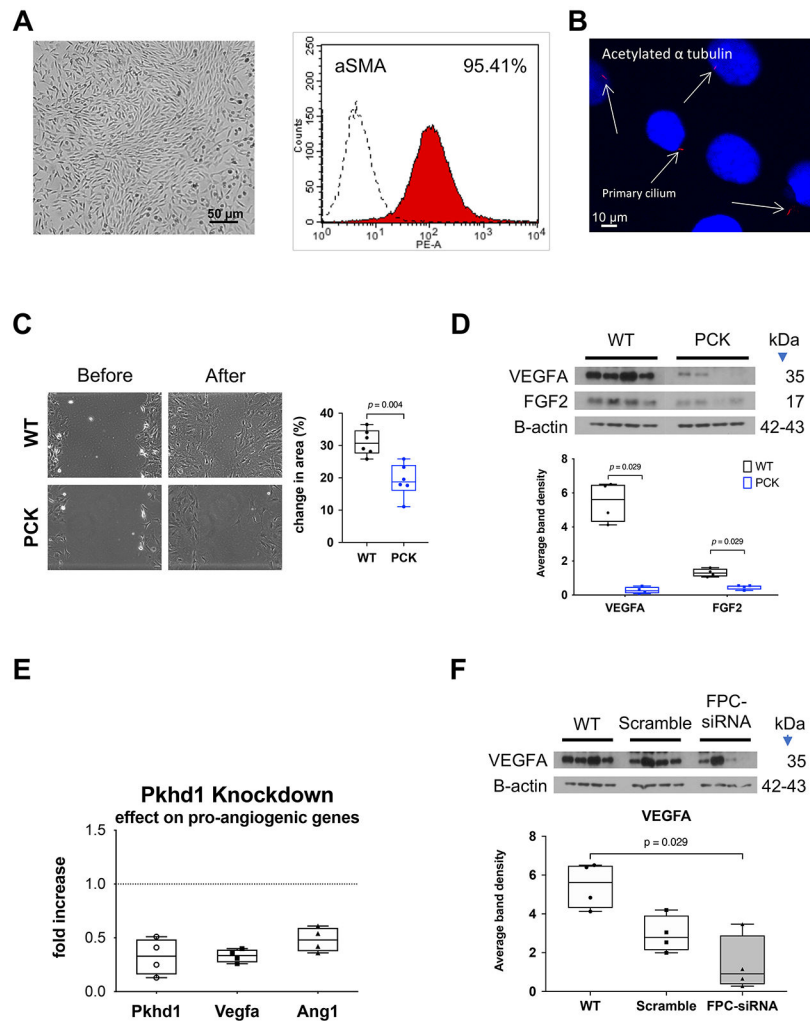 A
aSMA 95.41%
Counts
250
200
150
100
50
0
10⁰ 10¹ 10² 10³ 10⁴
PE-A
50 µm
B
Acetylated α tubulin
Primary cilium
10 µm
C
Before After
WT
PCK
change in area (%)
40
30
20
10
0
p = 0.004
WT PCK
D
WT PCK kDa
VEGFA 35
FGF2 17
B-actin 42-43
Average band density
8
6
4
2
0
p = 0.029
p = 0.029
WT
PCK
VEGFA FGF2
E
Pkhd1 Knockdown
effect on pro-angiogenic genes
fold increase
1.5
1.0
0.5
0.0
Pkhd1 Vegfa Ang1
F
FPC-
WT Scramble siRNA kDa
VEGFA 35
B-actin 42-43
VEGFA
Average band density
8
6
4
2
0
p = 0.029
WT Scramble FPC-siRNA